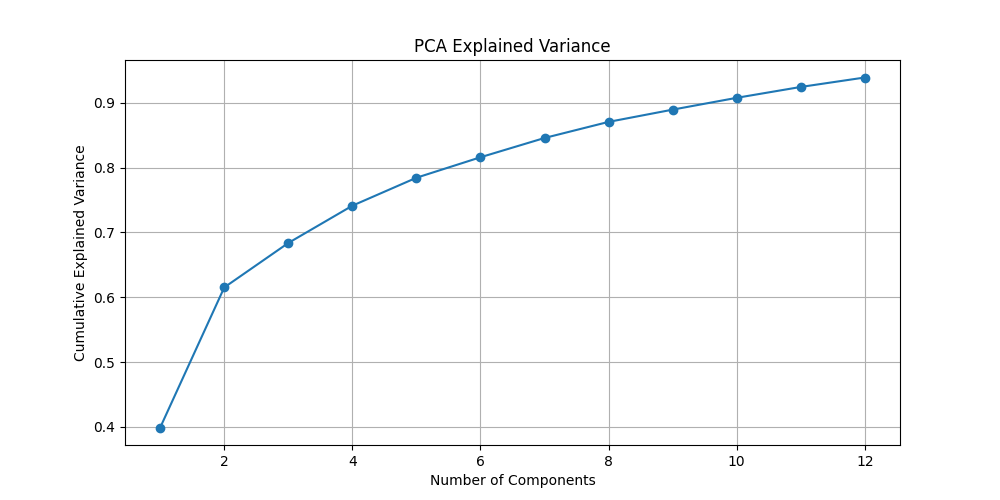 PCA Explained Variance
0.9
0.8
0.7
0.6
0.5
0.4
Cumulative Explained Variance
2 4 6 8 10 12
Number of Components